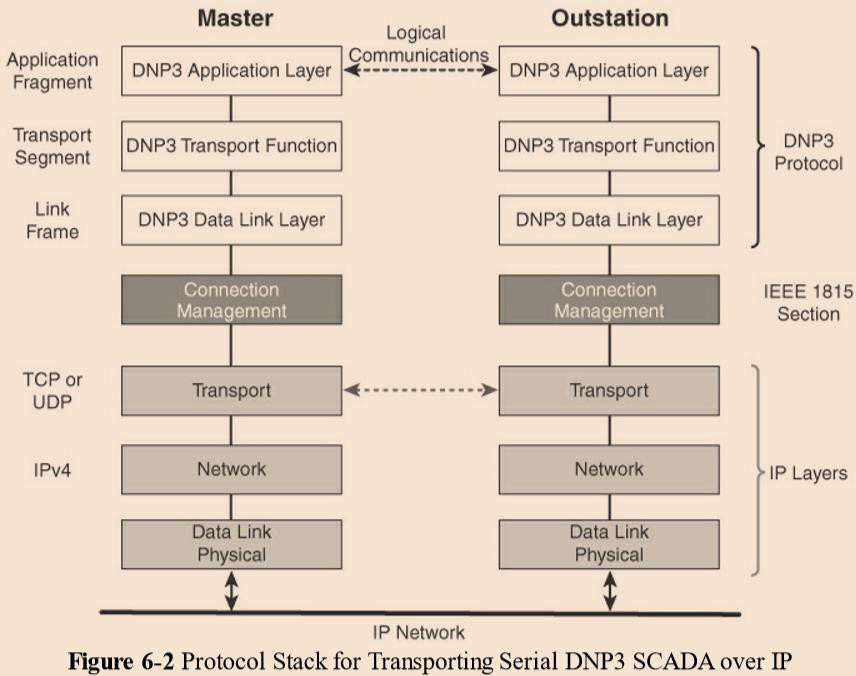 Master
Outstation
Logical
Communications
Application
Fragment
DNP3 Application Layer
DNP3 Application Layer
Transport
Segment
DNP3 Transport Function
DNP3 Transport Function
DNP3
Protocol
Link
Frame
DNP3 Data Link Layer
DNP3 Data Link Layer
Connection
Management
Connection
Management
IEEE 1815
Section
TCP or
UDP
Transport
Transport
IPv4
Network
Network
IP Layers
Data Link
Physical
Data Link
Physical
IP Network
Figure 6-2 Protocol Stack for Transporting Serial DNP3 SCADA over IP